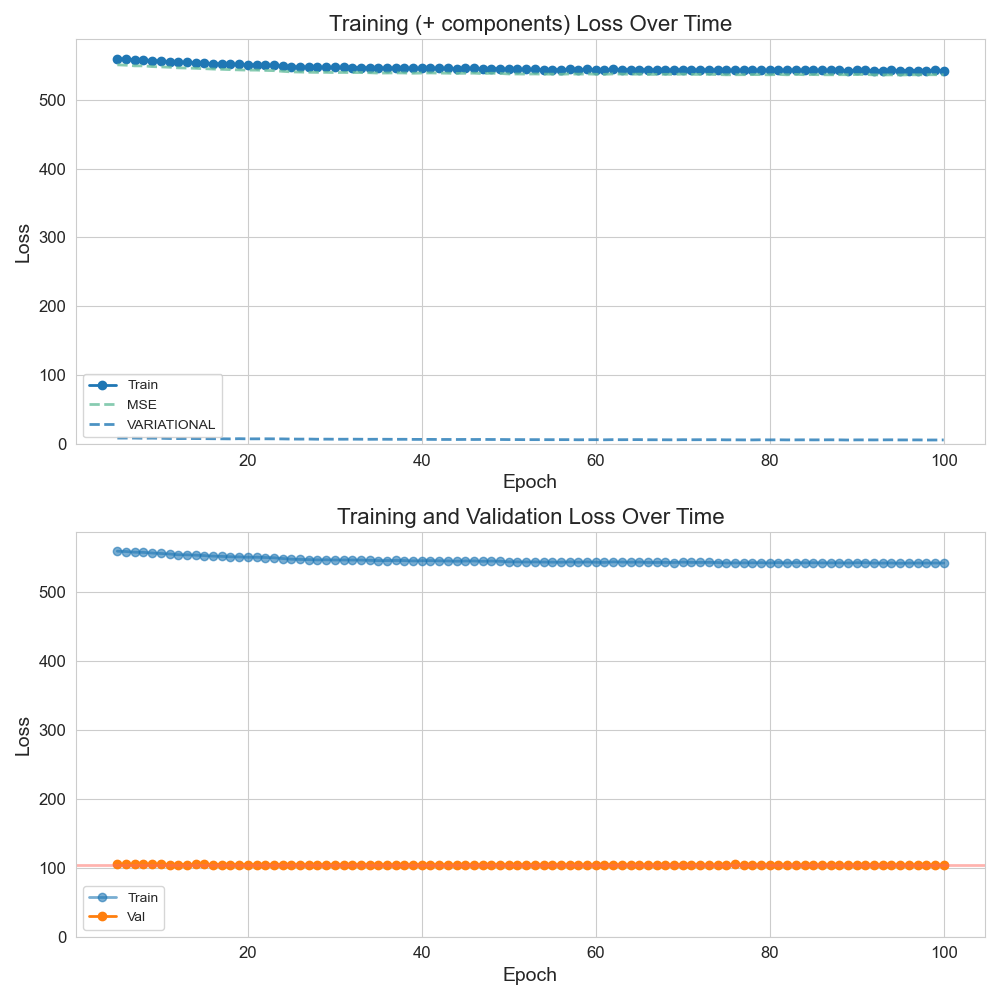 Training (+ components) Loss Over Time
500
400
300
200
100
0
Loss
Train
MSE
VARIATIONAL
20 40 60 80 100
Epoch
Training and Validation Loss Over Time
500
400
300
200
100
0
Loss
Train
Val
20 40 60 80 100
Epoch